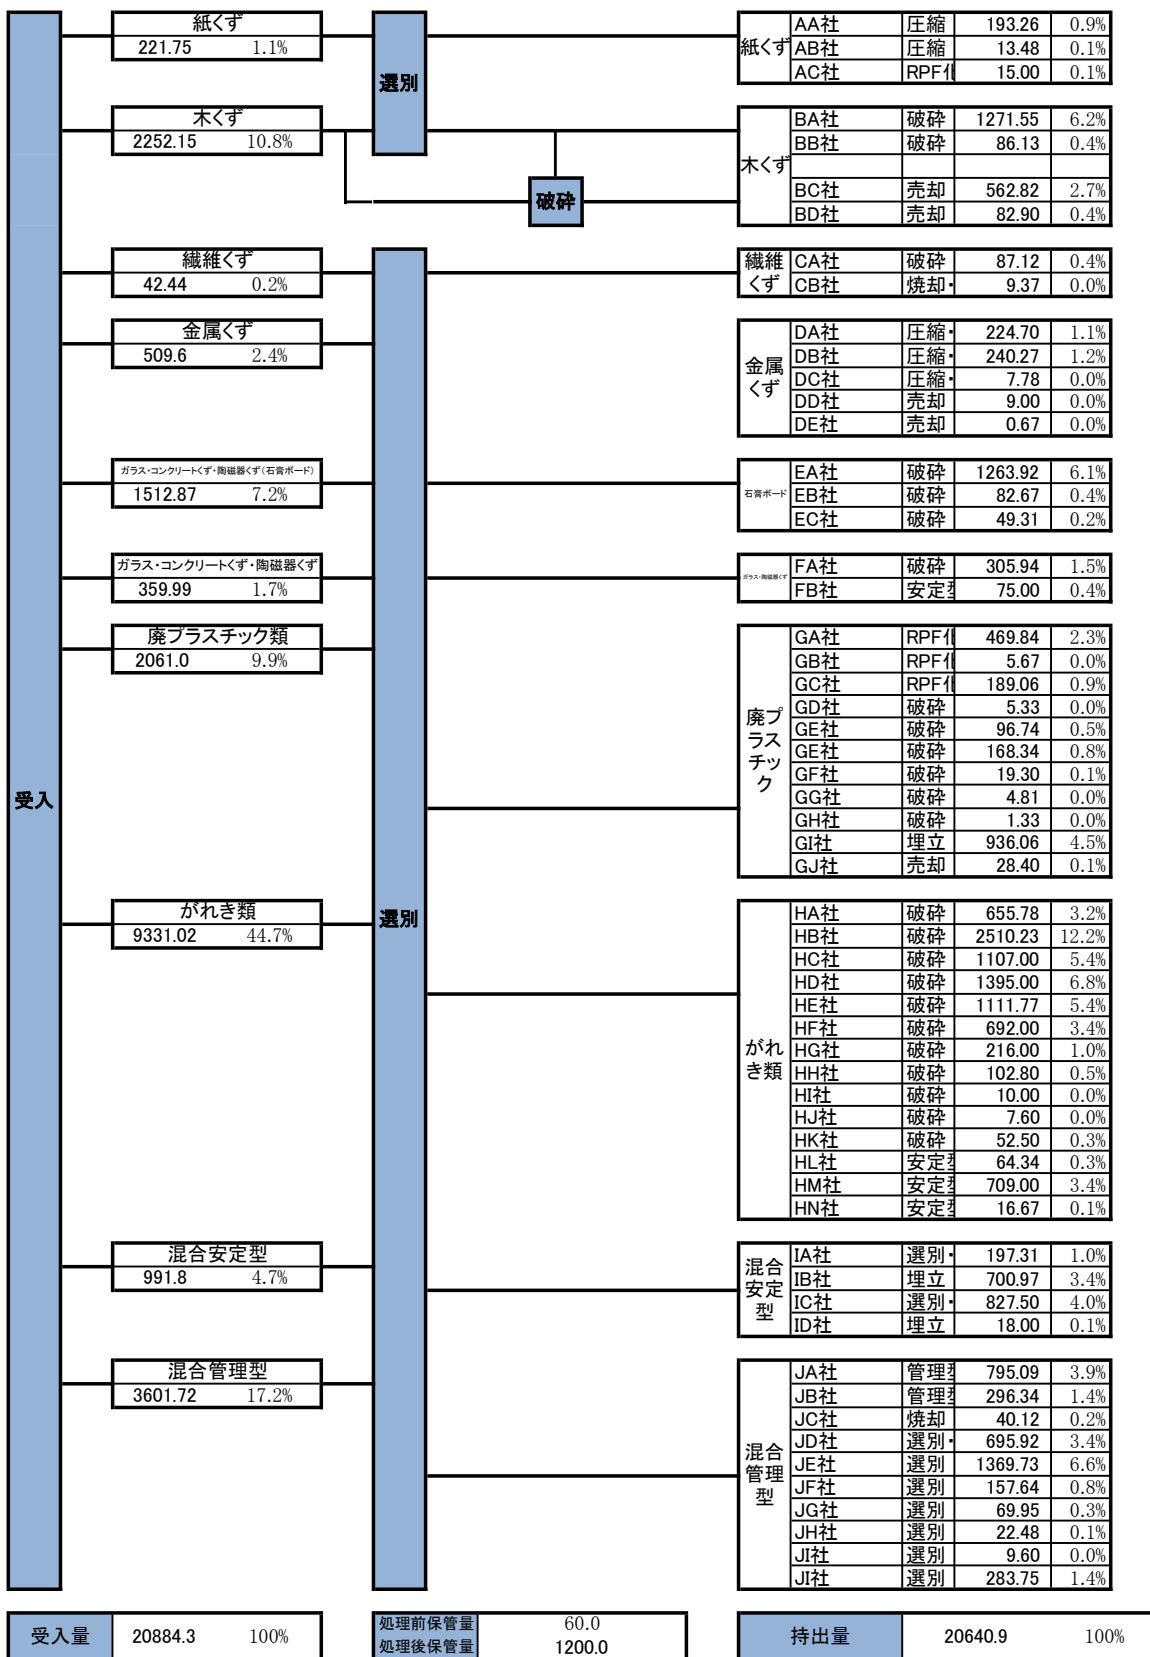 受入
紙くず
221.75 1.1%
木くず
2252.15 10.8%
繊維くず
42.44 0.2%
金属くず
509.6 2.4%
ガラス・コンクリートくず・陶磁器くず(石膏ボード)
1512.87 7.2%
ガラス・コンクリートくず・陶磁器くず
359.99 1.7%
廃プラスチック類
2061.0 9.9%
がれき類
9331.02 44.7%
混合安定型
991.8 4.7%
混合管理型
3601.72 17.2%
選別
破砕
選別
紙くず
AA社 圧縮 193.26 0.9%
AB社 圧縮 13.48 0.1%
AC社 RPF化 15.00 0.1%
木くず
BA社 破砕 1271.55 6.2%
BB社 破砕 86.13 0.4%
BC社 売却 562.82 2.7%
BD社 売却 82.90 0.4%
繊維
くず
CA社 破砕 87.12 0.4%
CB社 焼却・ 9.37 0.0%
金属
くず
DA社 圧縮・ 224.70 1.1%
DB社 圧縮・ 240.27 1.2%
DC社 圧縮・ 7.78 0.0%
DD社 売却 9.00 0.0%
DE社 売却 0.67 0.0%
石膏ボード
EA社 破砕 1263.92 6.1%
EB社 破砕 82.67 0.4%
EC社 破砕 49.31 0.2%
ガラス・陶磁器くず
FA社 破砕 305.94 1.5%
FB社 安定型 75.00 0.4%
廃プ
ラス
チッ
ク
GA社 RPF化 469.84 2.3%
GB社 RPF化 5.67 0.0%
GC社 RPF化 189.06 0.9%
GD社 破砕 5.33 0.0%
GE社 破砕 96.74 0.5%
GE社 破砕 168.34 0.8%
GF社 破砕 19.30 0.1%
GG社 破砕 4.81 0.0%
GH社 破砕 1.33 0.0%
GI社 埋立 936.06 4.5%
GJ社 売却 28.40 0.1%
がれ
き類
HA社 破砕 655.78 3.2%
HB社 破砕 2510.23 12.2%
HC社 破砕 1107.00 5.4%
HD社 破砕 1395.00 6.8%
HE社 破砕 1111.77 5.4%
HF社 破砕 692.00 3.4%
HG社 破砕 216.00 1.0%
HH社 破砕 102.80 0.5%
HI社 破砕 10.00 0.0%
HJ社 破砕 7.60 0.0%
HK社 破砕 52.50 0.3%
HL社 安定型 64.34 0.3%
HM社 安定型 709.00 3.4%
HN社 安定型 16.67 0.1%
混合
安定
型
IA社 選別・ 197.31 1.0%
IB社 埋立 700.97 3.4%
IC社 選別・ 827.50 4.0%
ID社 埋立 18.00 0.1%
混合
管理
型
JA社 管理型 795.09 3.9%
JB社 管理型 296.34 1.4%
JC社 焼却 40.12 0.2%
JD社 選別・ 695.92 3.4%
JE社 選別 1369.73 6.6%
JF社 選別 157.64 0.8%
JG社 選別 69.95 0.3%
JH社 選別 22.48 0.1%
JI社 選別 9.60 0.0%
JI社 選別 283.75 1.4%
受入量 20884.3 100%
処理前保管量 60.0
処理後保管量 1200.0
持出量 20640.9 100%